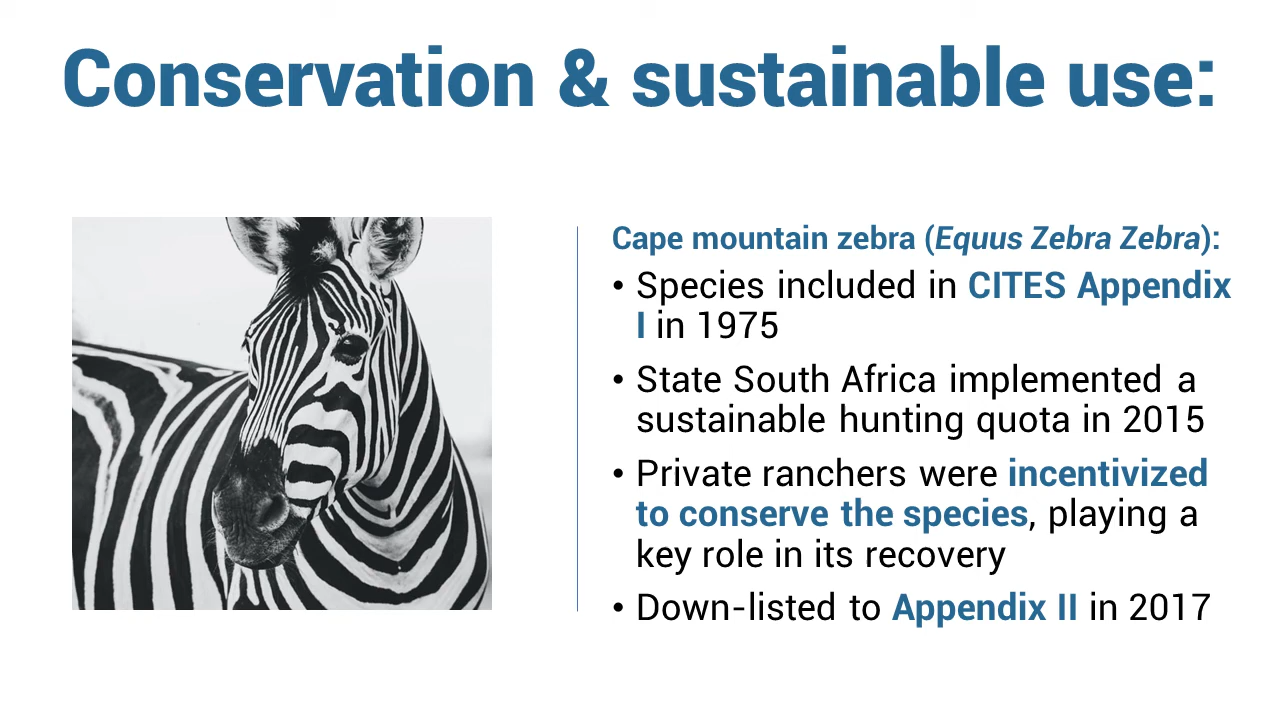 Conservation & sustainable use:
Cape mountain zebra (Equus Zebra Zebra):
• Species included in CITES Appendix
I in 1975
• State South Africa implemented a
sustainable hunting quota in 2015
• Private ranchers were incentivized
to conserve the species, playing a
key role in its recovery
• Down-listed to Appendix II in 2017